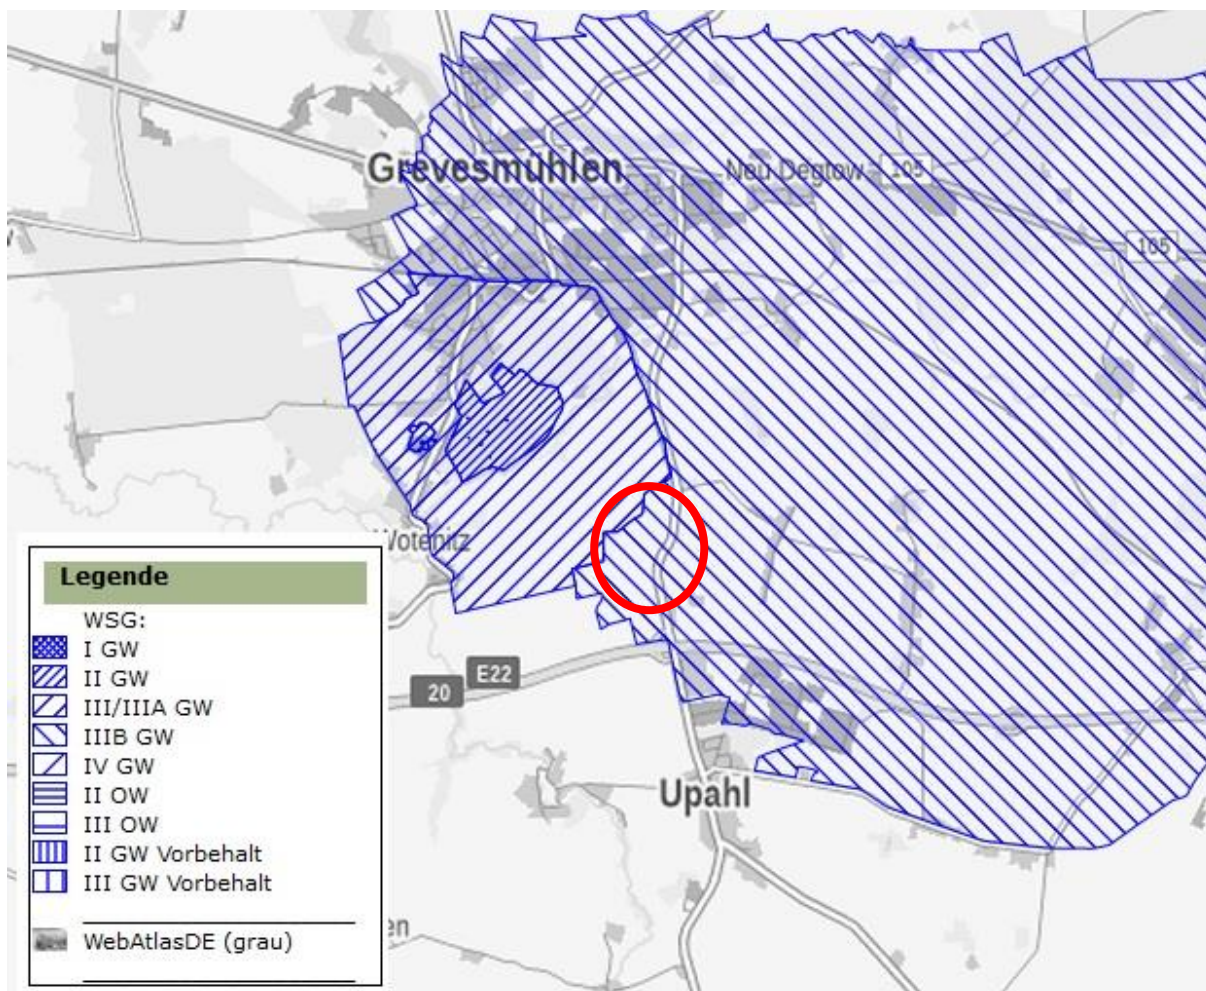 Grevesmühlen
Neu Degtow
105
105
Wotenitz
E22
20
Upahl
Legende
WSG:
I GW
II GW
III/IIIA GW
IIIB GW
IV GW
II OW
III OW
II GW Vorbehalt
III GW Vorbehalt
WebAtlasDE (grau)
en